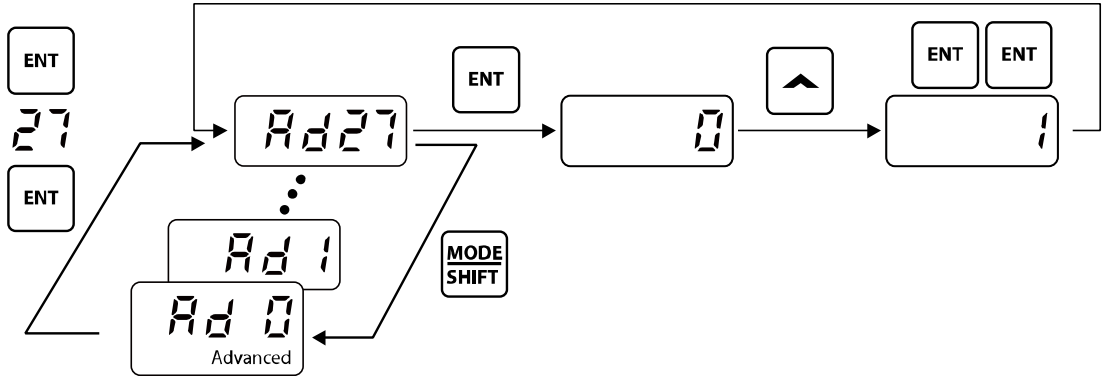 ENT
27
ENT
Ad27
ENT
0
ENT ENT
1
Ad 1
Ad 0
Advanced
MODE
SHIFT